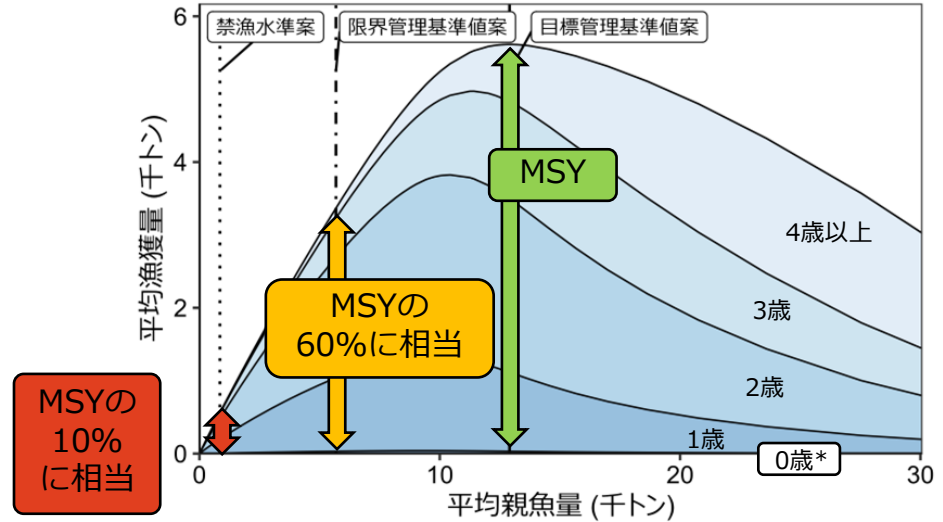 禁漁水準案
限界管理基準値案
目標管理基準値案
平均漁獲量 (千トン)
6
4
2
0
MSY
MSYの
60%に相当
MSYの
10%
に相当
4歳以上
3歳
2歳
1歳
0歳*
0
10
20
30
平均親魚量 (千トン)